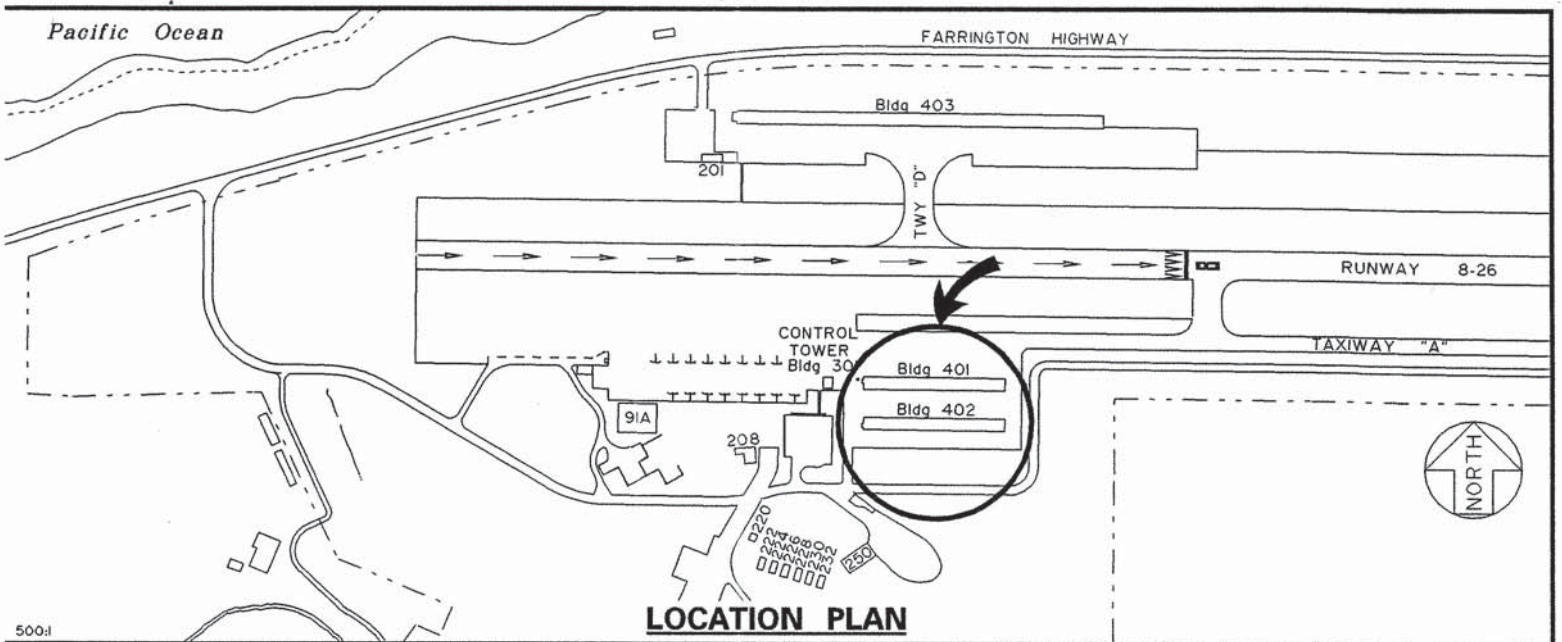 Pacific Ocean
FARRINGTON HIGHWAY
Bldg 403
201
TWY "D"
RUNWAY 8-26
CONTROL
TOWER
Bldg 30
TAXIWAY "A"
Bldg 401
Bldg 402
91A
208
NORTH
220
222
224
226
228
230
232
250
LOCATION PLAN
500:1